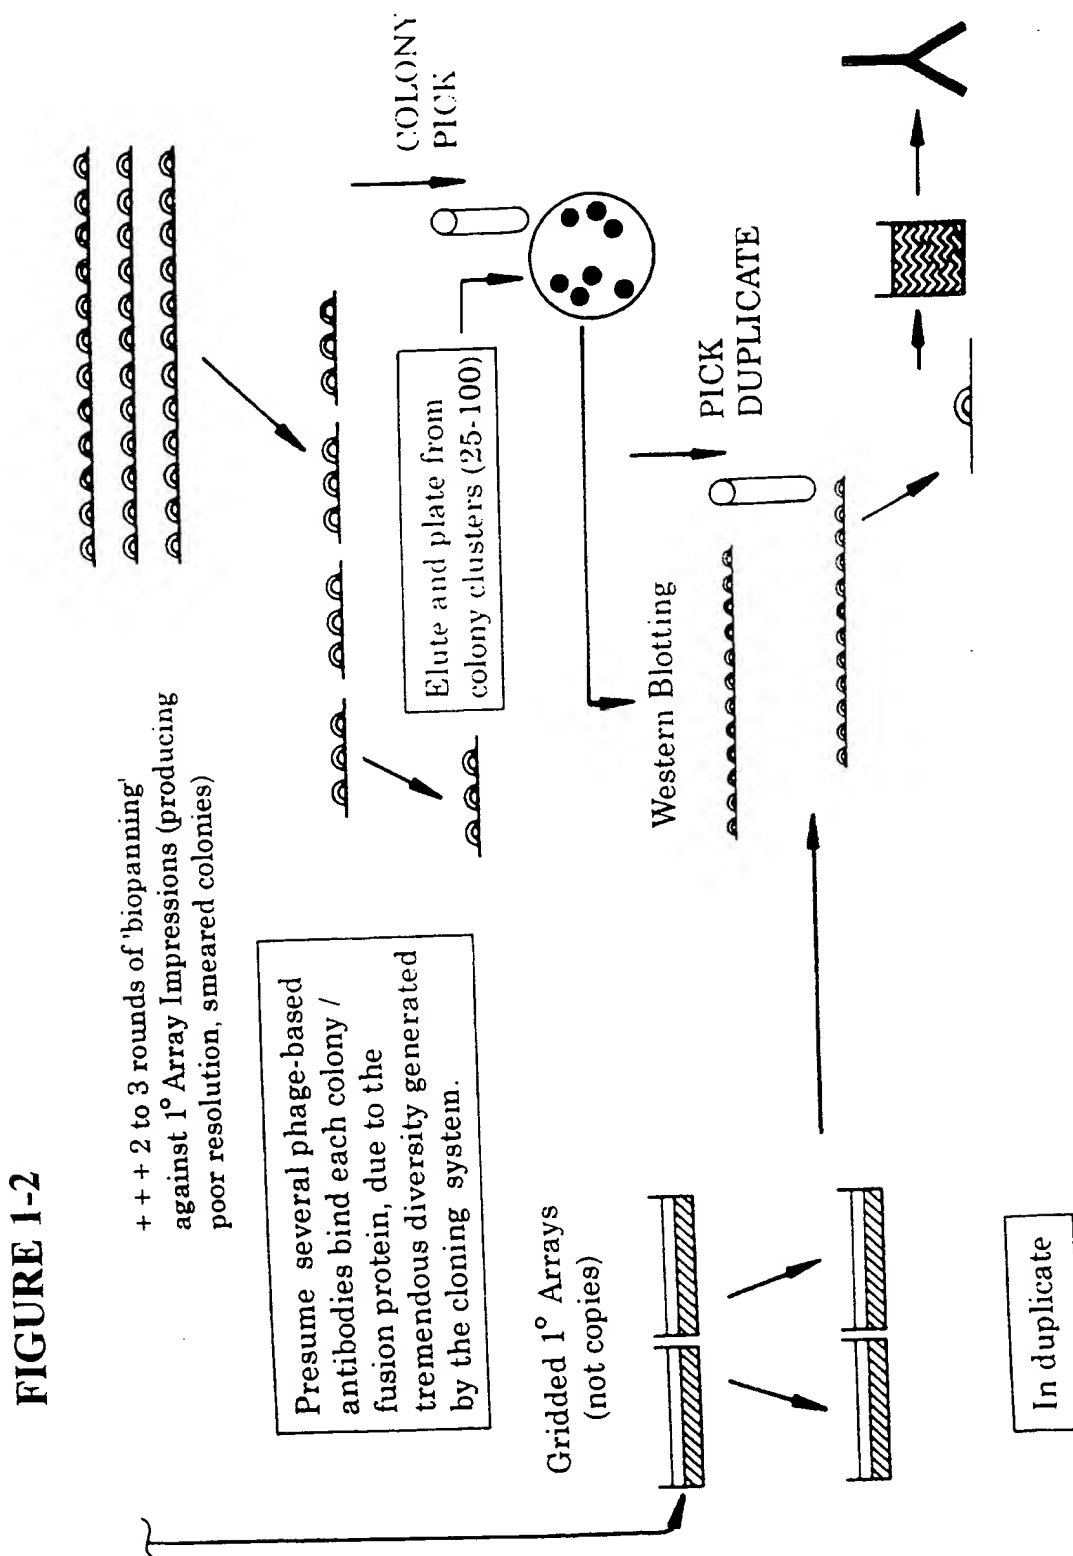 FIGURE 1-2
+ + + 2 to 3 rounds of 'biopanning'
against 1° Array Impressions (producing
poor resolution, smeared colonies)
Presume several phage-based
antibodies bind each colony /
fusion protein, due to the
tremendous diversity generated
by the cloning system.
COLONY
PICK
Elute and plate from
colony clusters (25-100)
Gridded 1° Arrays
(not copies)
Western Blotting
PICK
DUPLICATE
In duplicate